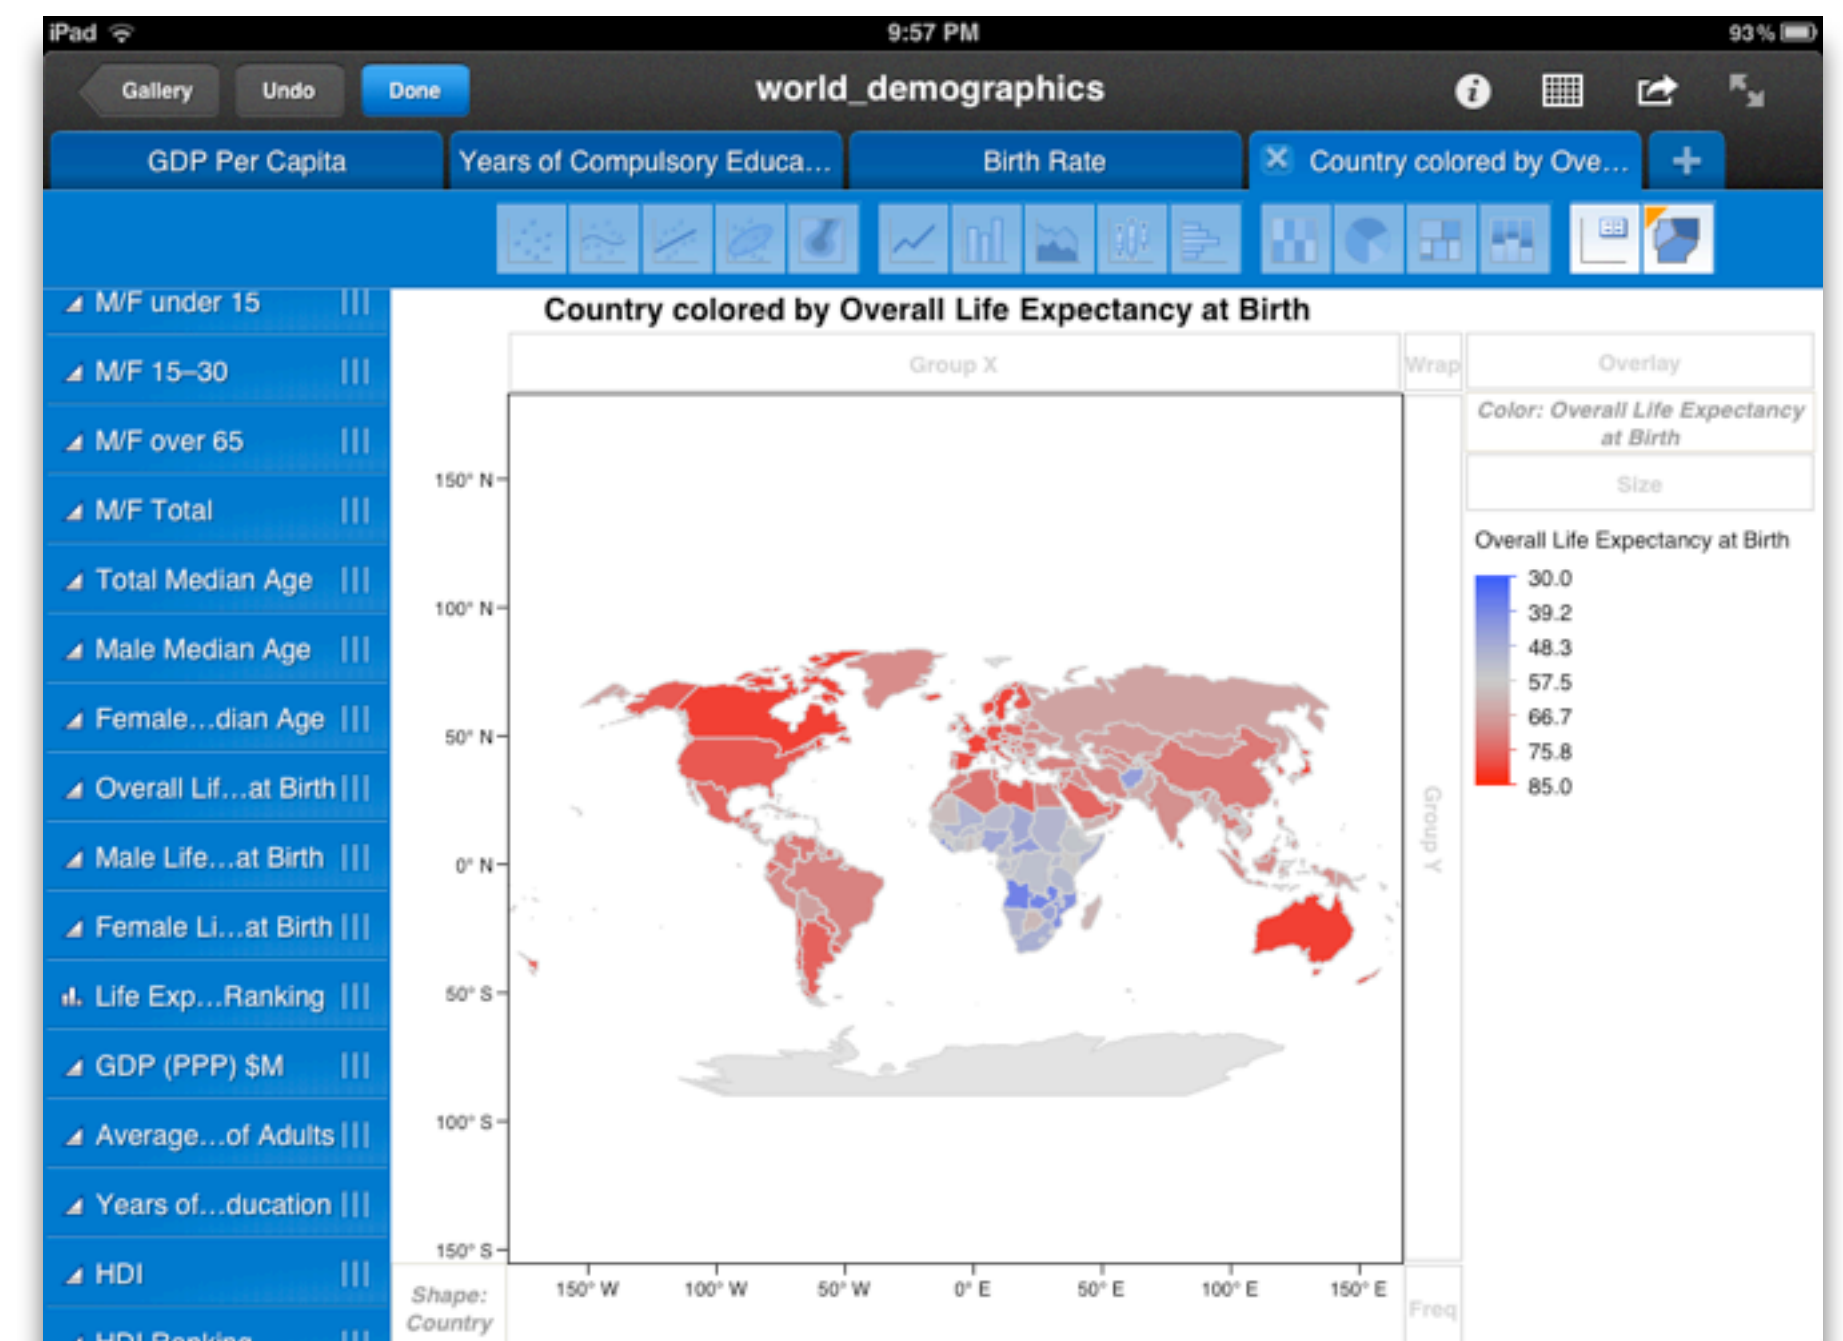 iPad
9:57 PM
93%
Gallery
Undo
Done
world_demographics
GDP Per Capita
Years of Compulsory Educa...
Birth Rate
Country colored by Ove...
M/F under 15
M/F 15–30
M/F over 65
M/F Total
Total Median Age
Male Median Age
Female...dian Age
Overall Lif...at Birth
Male Life...at Birth
Female Li...at Birth
Life Exp...Ranking
GDP (PPP) $M
Average...of Adults
Years of...ducation
HDI
HDI Ranking
Country colored by Overall Life Expectancy at Birth
Group X
Wrap
Overlay
Color: Overall Life Expectancy
at Birth
Size
Overall Life Expectancy at Birth
30.0
39.2
48.3
57.5
66.7
75.8
85.0
Group Y
150° N
100° N
50° N
0° N
50° S
100° S
150° S
150° W
100° W
50° W
0° E
50° E
100° E
150° E
Shape:
Country
Freq